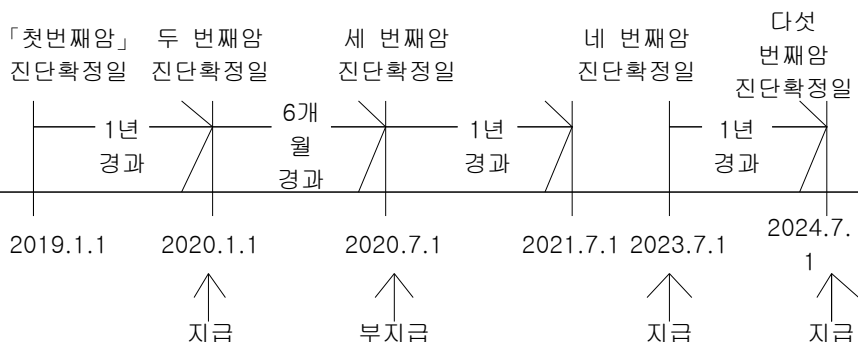 「첫번째암」 두 번째암 세 번째암 네 번째암 다섯
번째암
진단확정일 진단확정일 진단확정일 진단확정일 진단확정일
1년
경과
6개
월
경과
1년
경과
1년
경과
2019.1.1 2020.1.1 2020.7.1 2021.7.1 2023.7.1 2024.7.
1
지급 부지급 지급 지급